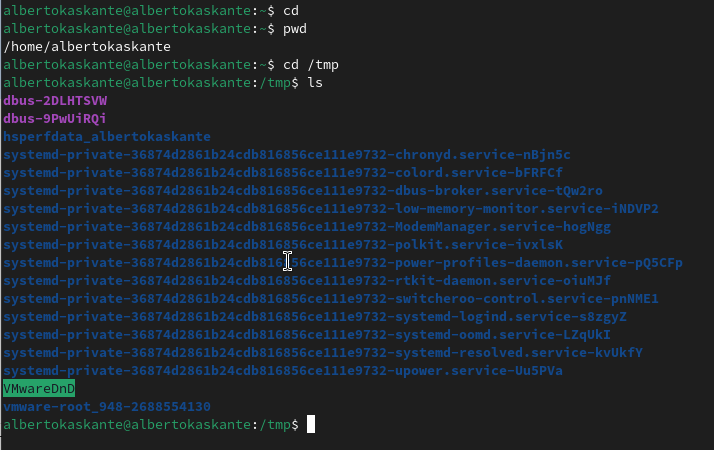 albertokaskante@albertokaskante:~$ cd
albertokaskante@albertokaskante:~$ pwd
/home/albertokaskante
albertokaskante@albertokaskante:~$ cd /tmp
albertokaskante@albertokaskante:/tmp$ ls
dbus-2DLHTSVW
dbus-9PwUiRQi
hsperfdata_albertokaskante
systemd-private-36874d2861b24cdb816856ce111e9732-chronyd.service-nBjn5c
systemd-private-36874d2861b24cdb816856ce111e9732-colord.service-bFRFCf
systemd-private-36874d2861b24cdb816856ce111e9732-dbus-broker.service-tQw2ro
systemd-private-36874d2861b24cdb816856ce111e9732-low-memory-monitor.service-iNDVP2
systemd-private-36874d2861b24cdb816856ce111e9732-ModemManager.service-hogNgg
systemd-private-36874d2861b24cdb816856ce111e9732-polkit.service-ivxlsK
systemd-private-36874d2861b24cdb816856ce111e9732-power-profiles-daemon.service-pQ5CFp
systemd-private-36874d2861b24cdb816856ce111e9732-rtkit-daemon.service-oiuMJf
systemd-private-36874d2861b24cdb816856ce111e9732-switcheroo-control.service-pnNME1
systemd-private-36874d2861b24cdb816856ce111e9732-systemd-logind.service-s8zgyZ
systemd-private-36874d2861b24cdb816856ce111e9732-systemd-oomd.service-LZqUkI
systemd-private-36874d2861b24cdb816856ce111e9732-systemd-resolved.service-kvUkfY
systemd-private-36874d2861b24cdb816856ce111e9732-upower.service-Uu5PVa
VMwareDnD
vmware-root_948-2688554130
albertokaskante@albertokaskante:/tmp$